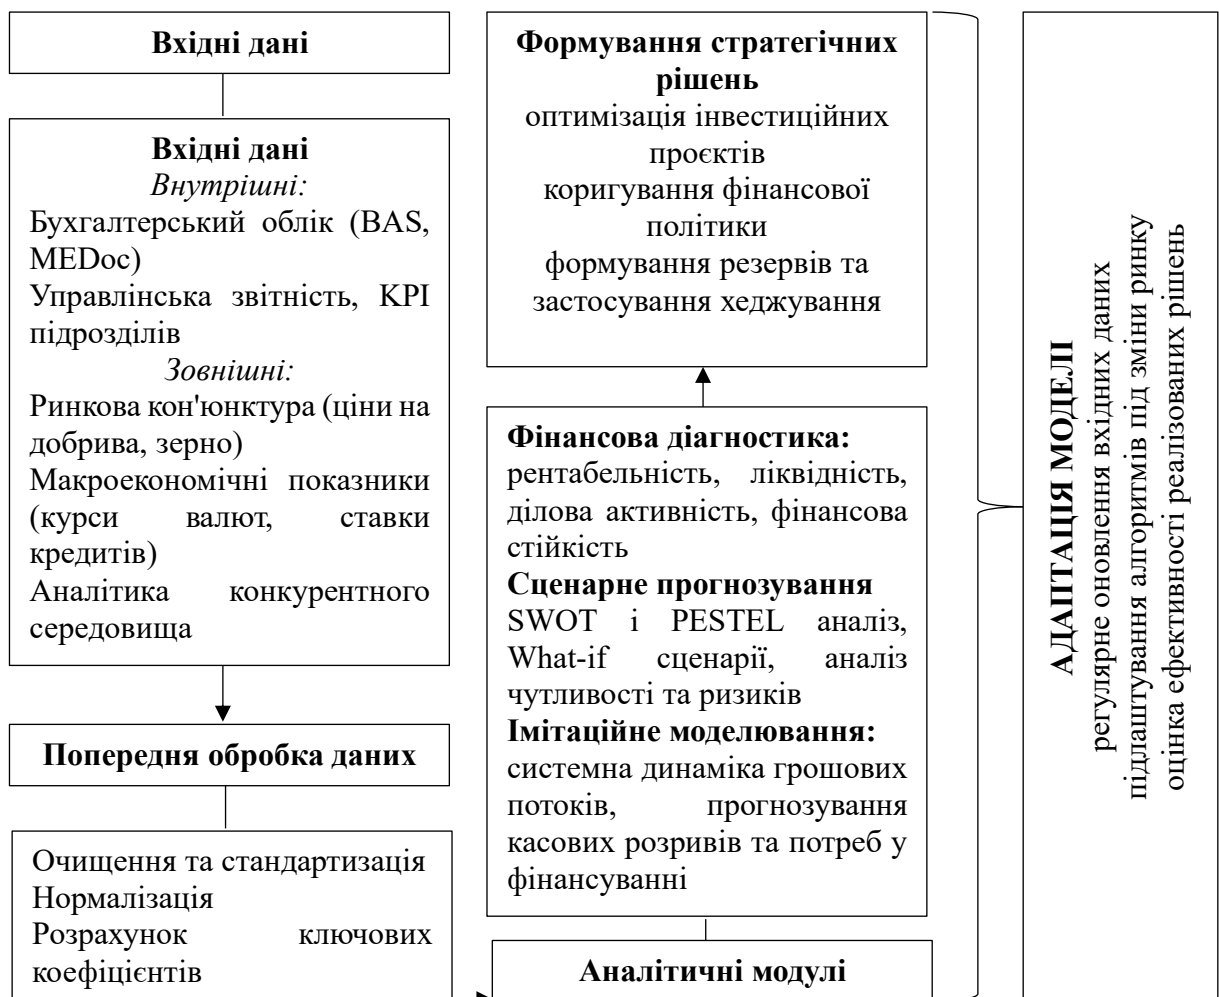 Вхідні дані
Вхідні дані
Внутрішні:
Бухгалтерський облік (BAS,
MEDoc)
Управлінська звітність, KPI
підрозділів
Зовнішні:
Ринкова кон'юнктура (ціни на
добрива, зерно)
Макроекономічні показники
(курси валют, ставки
кредитів)
Аналітика конкурентного
середовища
Попередня обробка даних
Очищення та стандартизація
Нормалізація
Розрахунок ключових
коефіцієнтів
Формування стратегічних
рішень
оптимізація інвестиційних
проєктів
коригування фінансової
політики
формування резервів та
застосування хеджування
Фінансова діагностика:
рентабельність, ліквідність,
ділова активність, фінансова
стійкість
Сценарне прогнозування
SWOT і PESTEL аналіз,
What-if сценарії, аналіз
чутливості та ризиків
Імітаційне моделювання:
системна динаміка грошових
потоків, прогнозування
касових розривів та потреб у
фінансуванні
Аналітичні модулі
АДАПТАЦІЯ МОДЕЛІ
регулярне оновлення вхідних даних
підлаштування алгоритмів під зміни ринку
оцінка ефективності реалізованих рішень